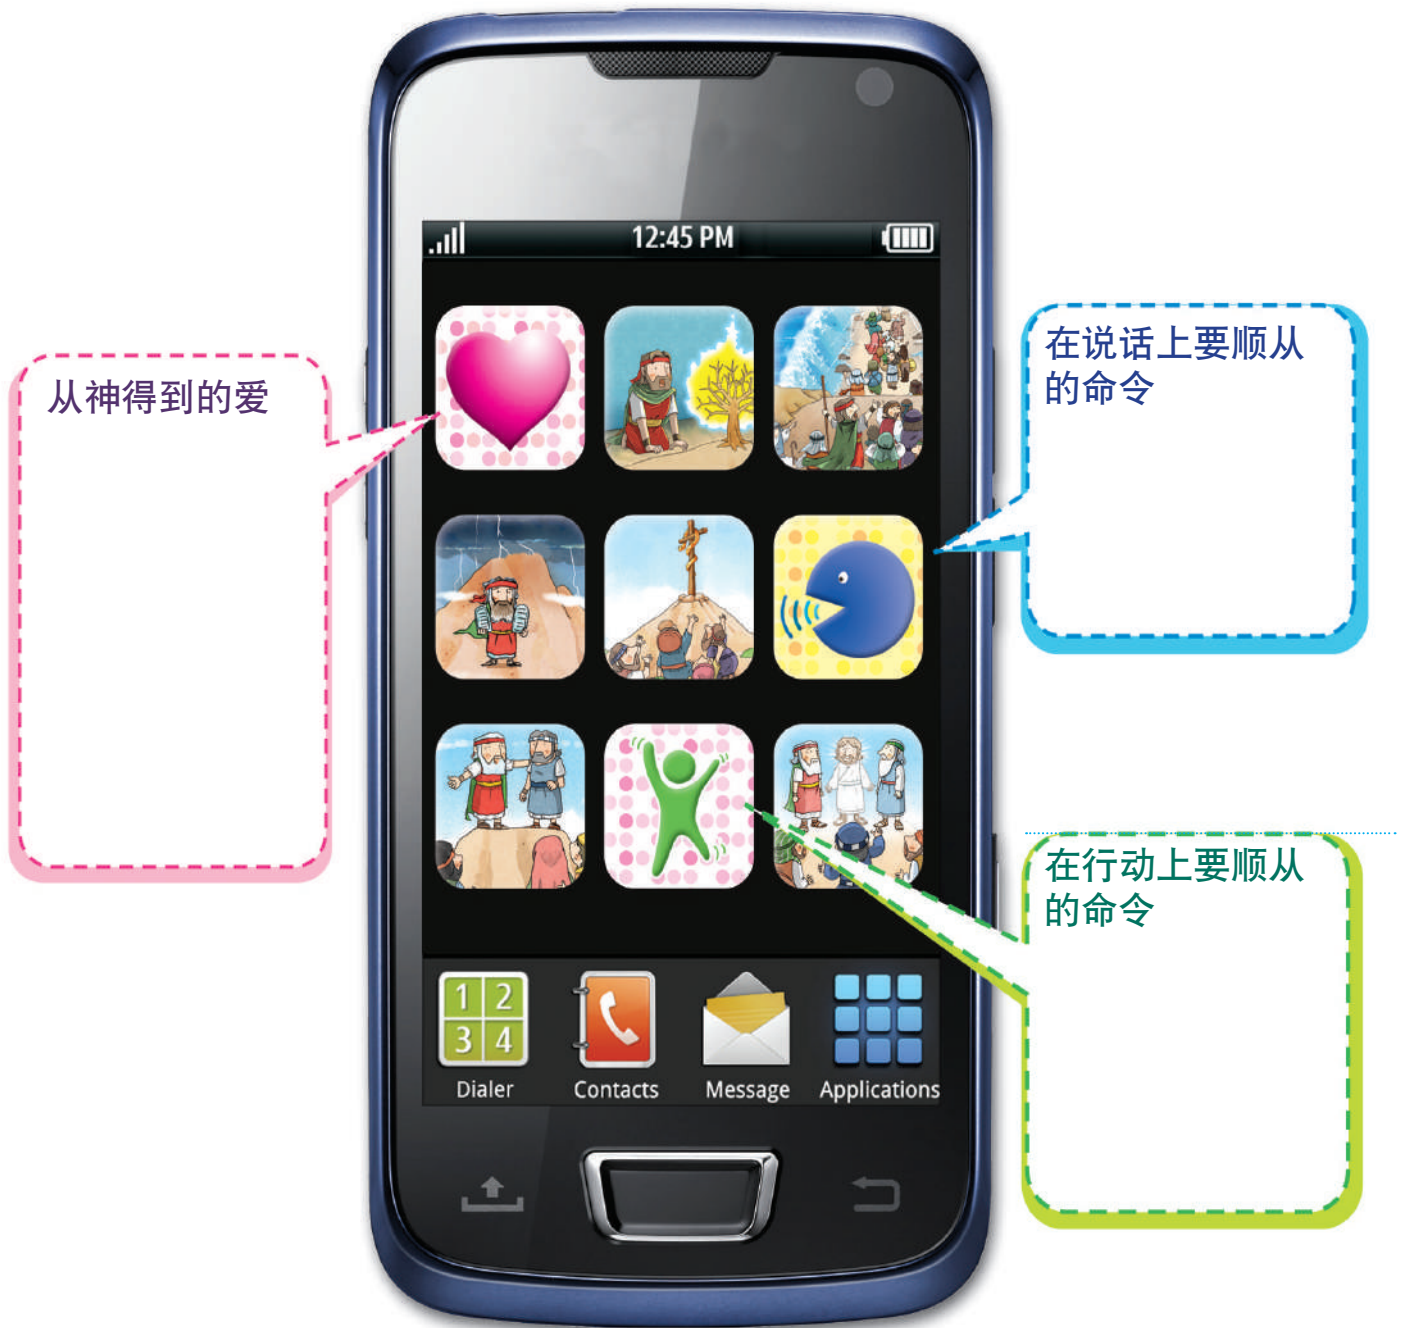 12:45 PM
从神得到的爱
在说话上要顺从
的命令
在行动上要顺从
的命令
1 2
3 4
Dialer
Contacts
Message
Applications